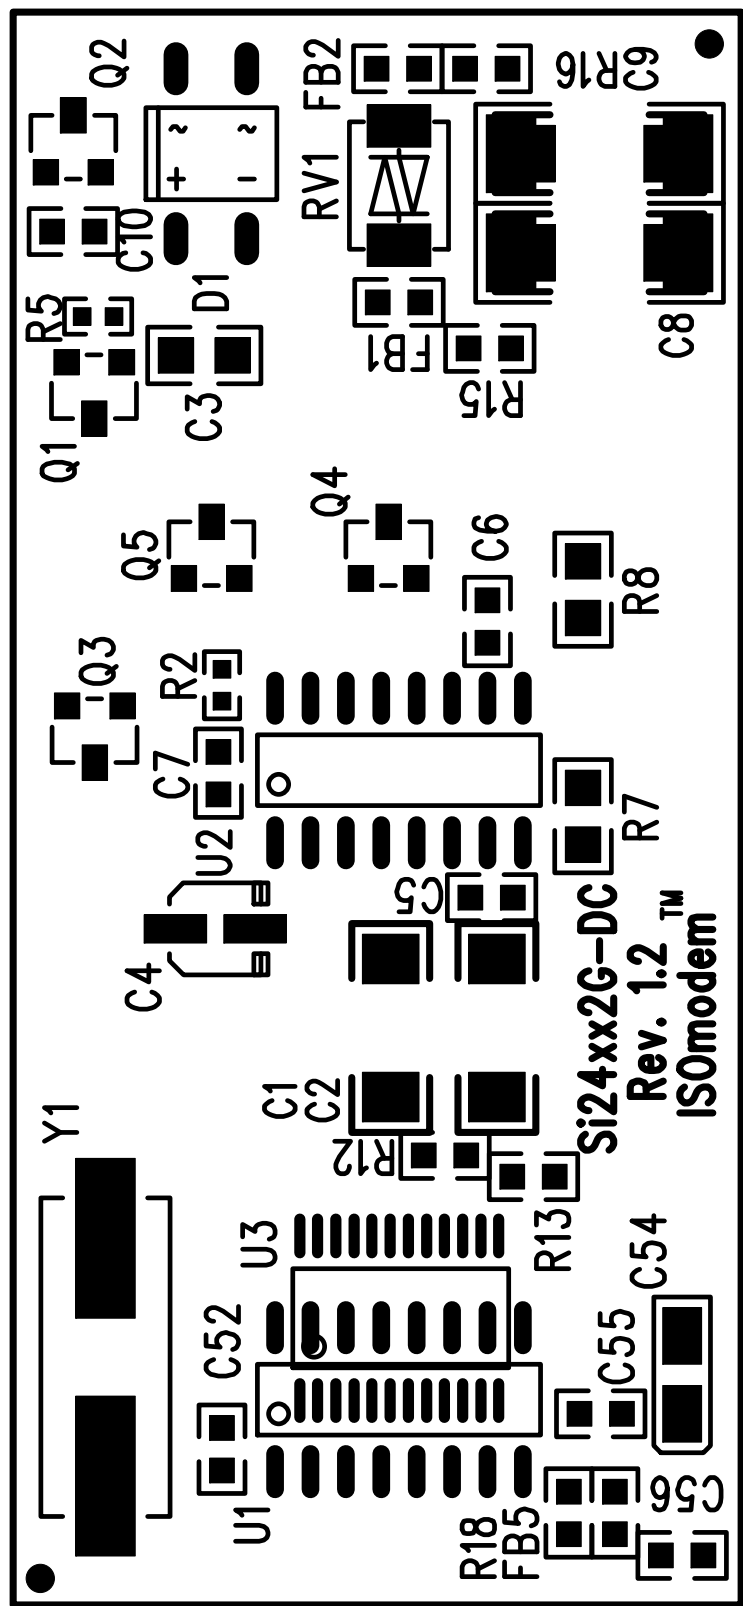 Q2
FB2
R16
C9
~
~
+
−
RV1
C10
D1
R5
FB1
C8
R15
C3
Q1
Q4
Q5
C6
R8
Q3
R2
C7
U2
R7
C5
C4
Si24xx2G-DC
Rev. 1.2
ISOmodem™
C1
C2
Y1
R12
R13
U3
C54
C52
C55
U1
R18
FB5
C56